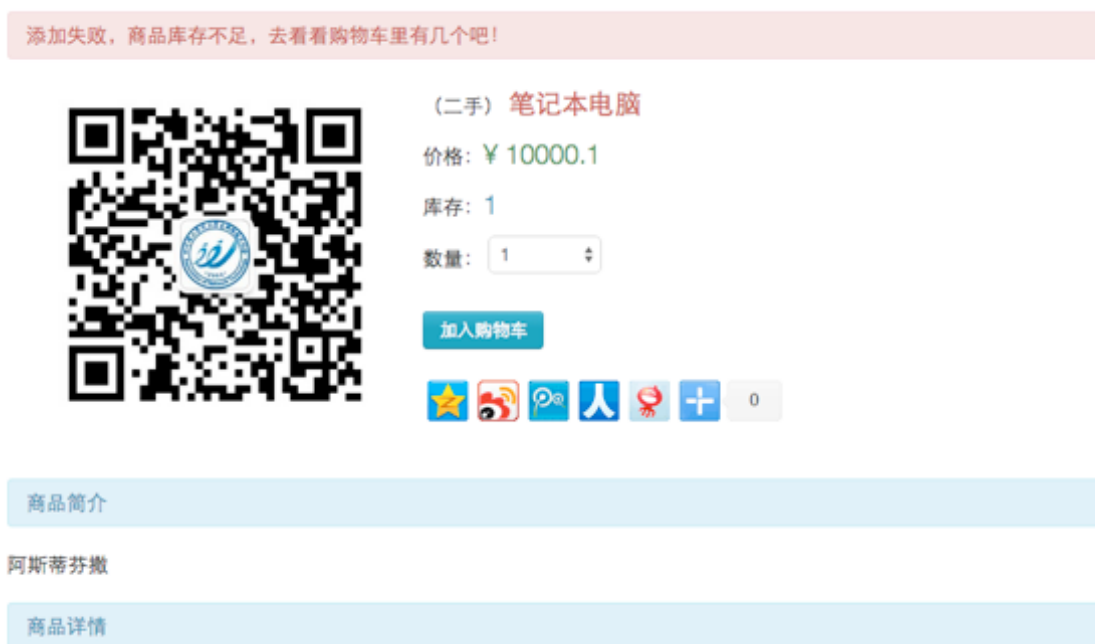 添加失败，商品库存不足，去看看购物车里有几个吧！
（二手） 笔记本电脑
价格：￥10000.1
库存：1
数量： 1
加入购物车
0
商品简介
阿斯蒂芬撒
商品详情